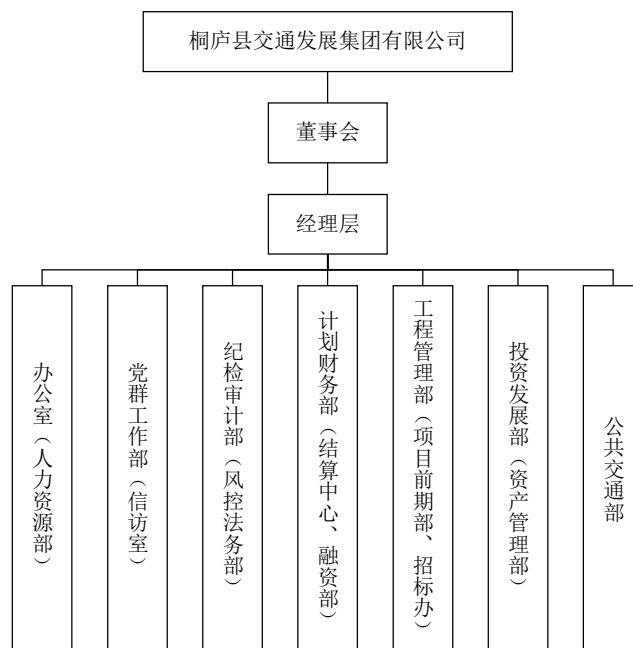 桐庐县交通发展集团有限公司
董事会
经理层
办公室（人力资源部）
党群工作部（信访室）
纪检审计部（风控法务部）
计划财务部（结算中心、融资部）
工程管理部（项目前期部、招标办）
投资发展部（资产管理部）
公共交通部